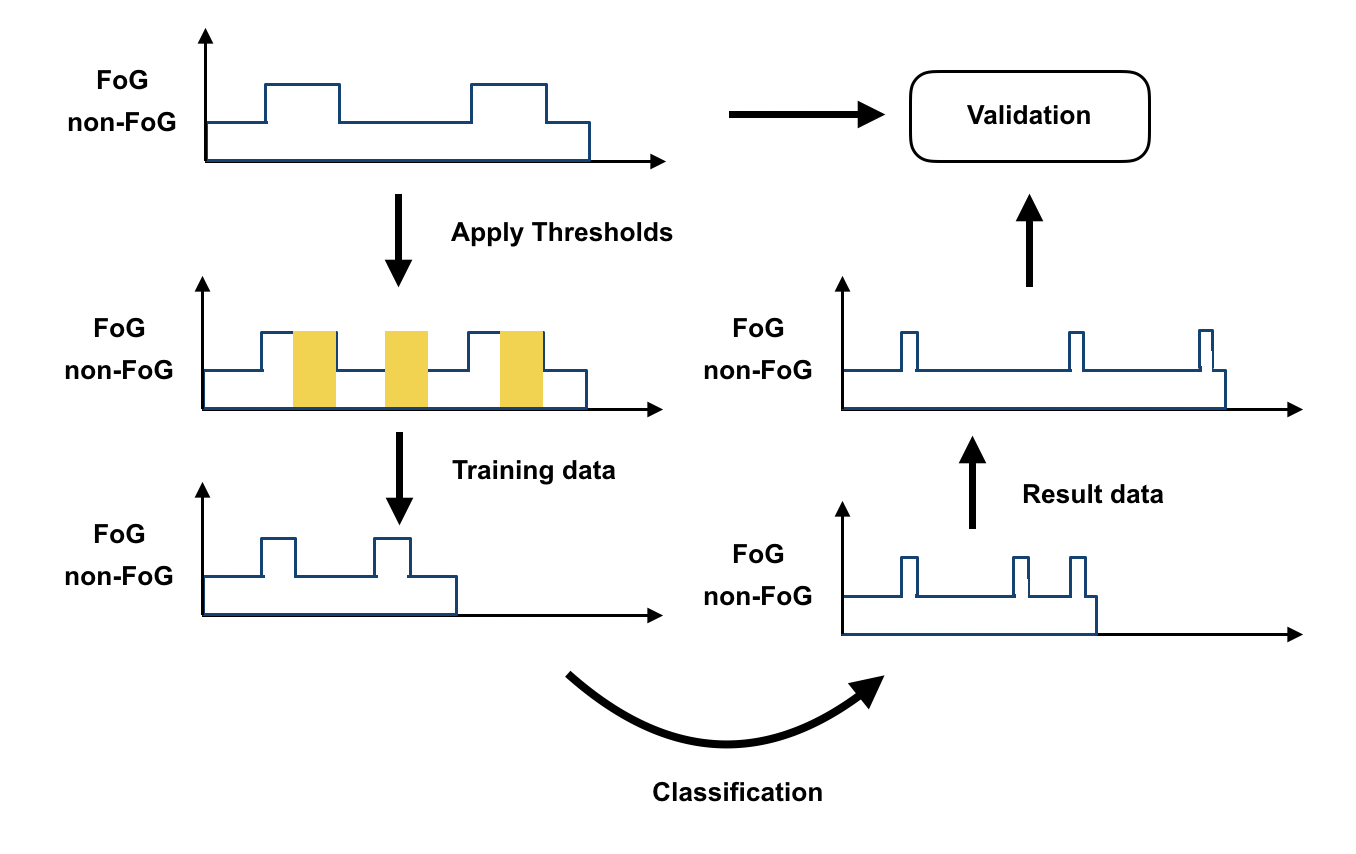 FoG
non-FoG
Validation
Apply Thresholds
FoG
non-FoG
FoG
non-FoG
Training data
Result data
FoG
non-FoG
FoG
non-FoG
Classification